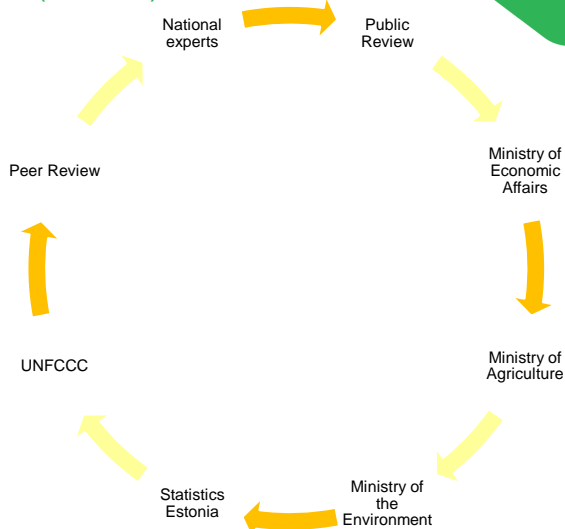 National
experts
Public
Review
Ministry of
Economic
Affairs
Ministry of
Agriculture
Ministry of
the
Environment
Statistics
Estonia
UNFCCC
Peer Review